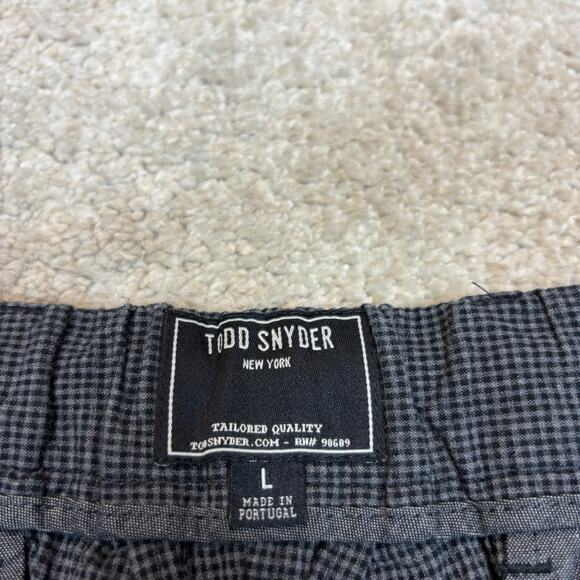 TODD SNYDER
NEW YORK
TAILORED QUALITY
TODDSNYDER.COM - RN# 98689
L
MADE IN
PORTUGAL